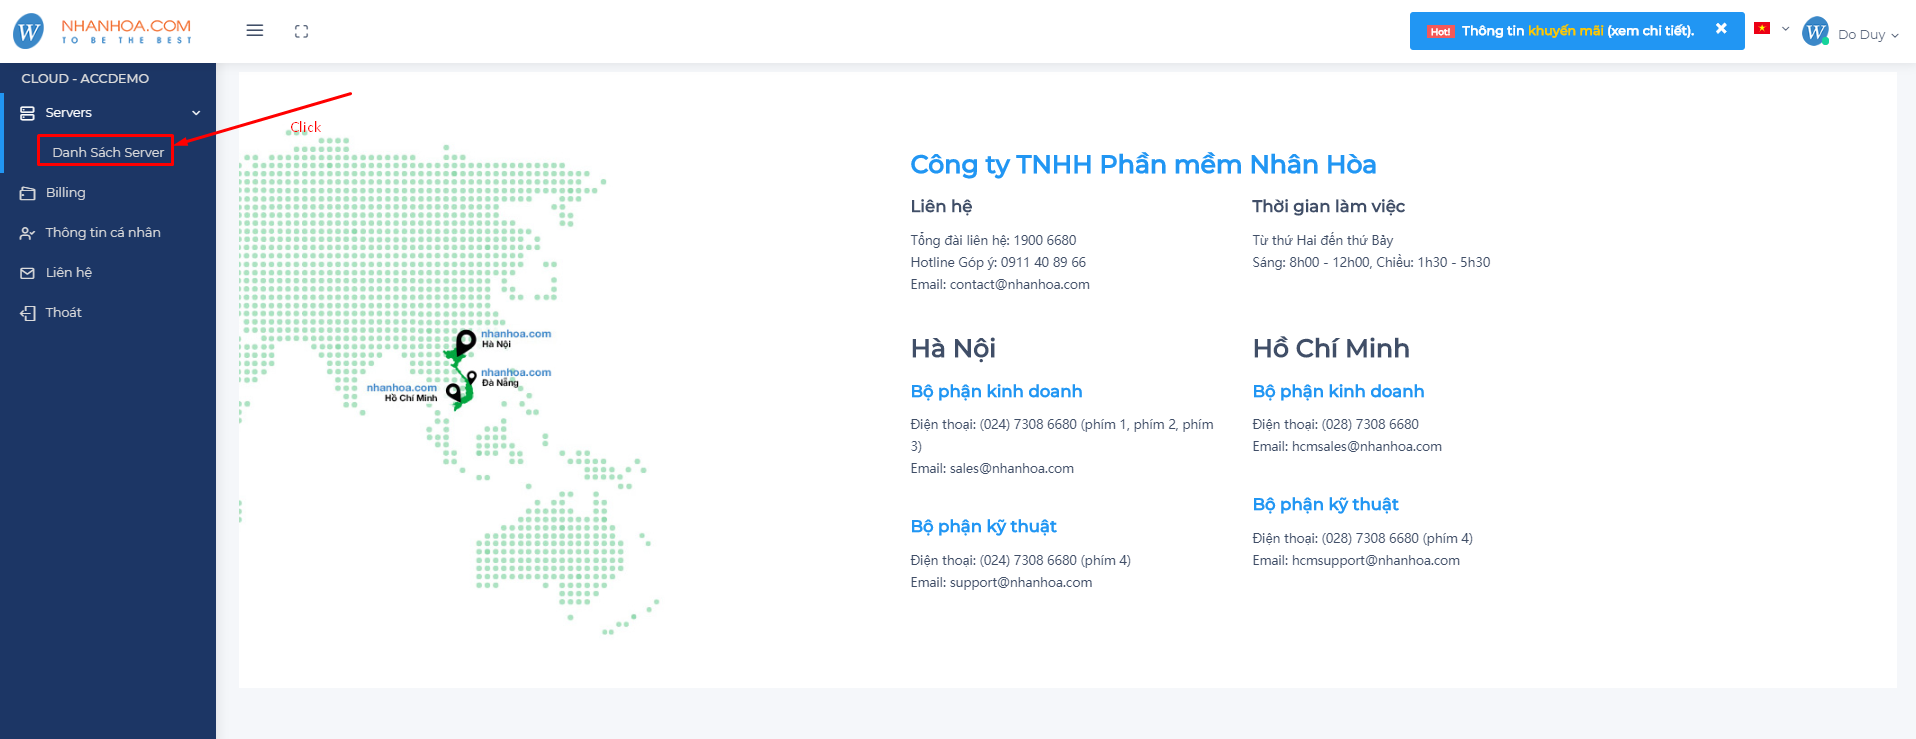 NHANHOA.COM
TO BE THE BEST
Hot! Thông tin khuyến mãi (xem chi tiết).
Do Duy
CLOUD - ACCDEMO
Servers
Danh Sách Server
Billing
Thông tin cá nhân
Liên hệ
Thoát
Click
nhanhoa.com
Hà Nội
nhanhoa.com
Đà Nẵng
nhanhoa.com
Hồ Chí Minh
Công ty TNHH Phần mềm Nhân Hòa
Liên hệ
Tổng đài liên hệ: 1900 6680
Hotline Góp ý: 0911 40 89 66
Email: contact@nhanhoa.com
Thời gian làm việc
Từ thứ Hai đến thứ Bảy
Sáng: 8h00 - 12h00, Chiều: 1h30 - 5h30
Hà Nội
Bộ phận kinh doanh
Điện thoại: (024) 7308 6680 (phím 1, phím 2, phím
3)
Email: sales@nhanhoa.com
Bộ phận kỹ thuật
Điện thoại: (024) 7308 6680 (phím 4)
Email: support@nhanhoa.com
Hồ Chí Minh
Bộ phận kinh doanh
Điện thoại: (028) 7308 6680
Email: hcmsales@nhanhoa.com
Bộ phận kỹ thuật
Điện thoại: (028) 7308 6680 (phím 4)
Email: hcmsupport@nhanhoa.com